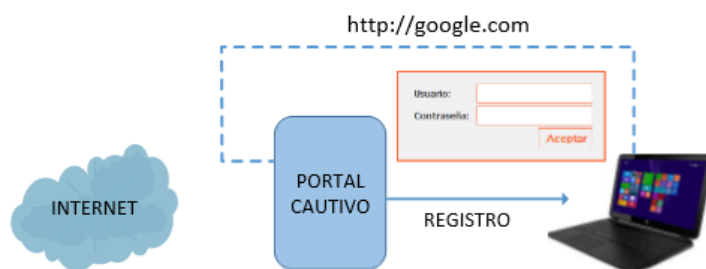 http://google.com
Usuario:
Contraseña:
Aceptar
PORTAL
CAUTIVO
INTERNET
REGISTRO